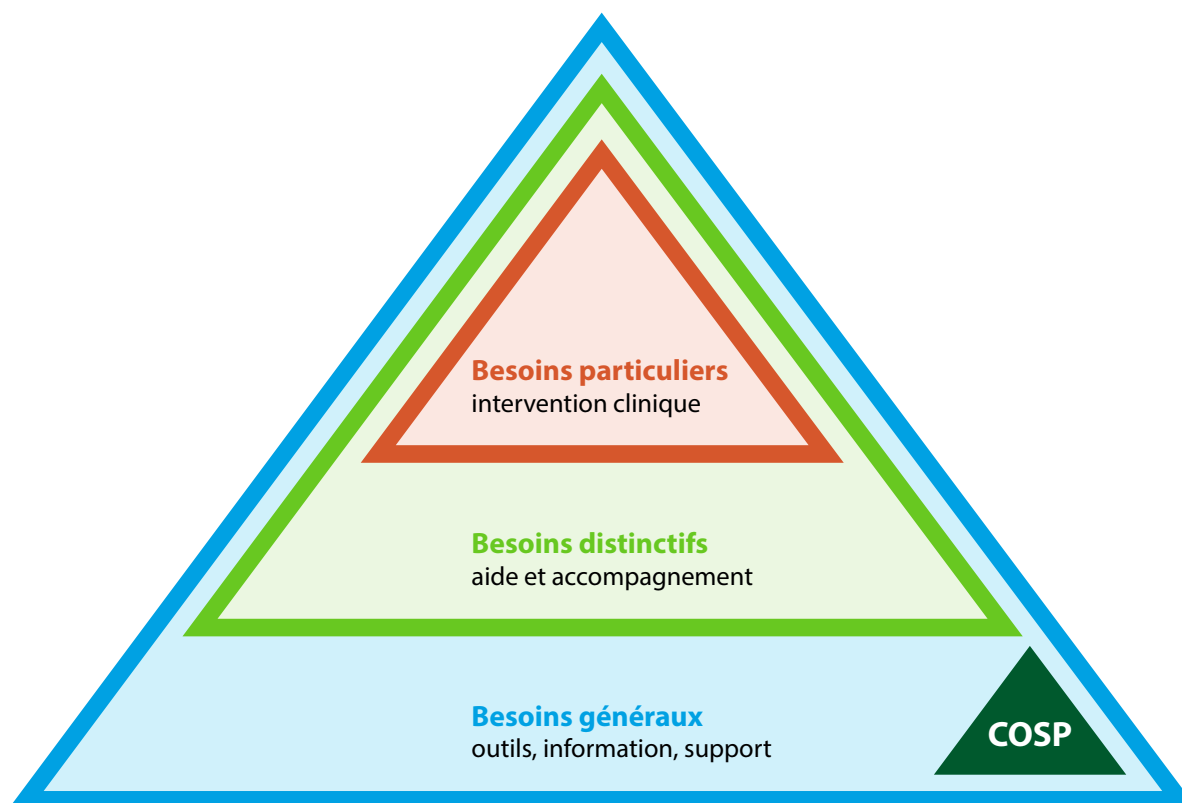 Besoins particuliers
intervention clinique
Besoins distinctifs
aide et accompagnement
Besoins généraux
outils, information, support
COSP